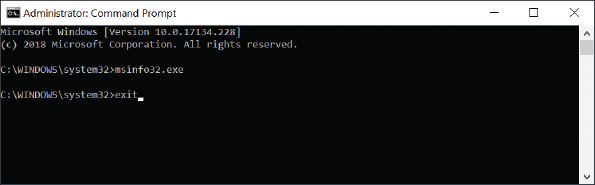 Administrator: Command Prompt
Microsoft Windows [Version 10.0.17134.228]
(c) 2018 Microsoft Corporation. All rights reserved.
C:\WINDOWS\system32>msinfo32.exe
C:\WINDOWS\system32>exit